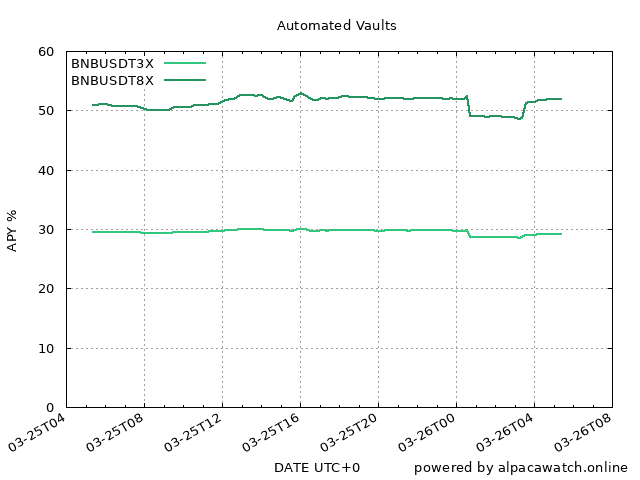 Automated Vaults
BNBUSDT3X
BNBUSDT8X
APY %
60
50
40
30
20
10
0
03-25T04
03-25T08
03-25T12
03-25T16
03-25T20
03-26T00
03-26T04
03-26T08
DATE UTC+0
powered by alpacawatch.online